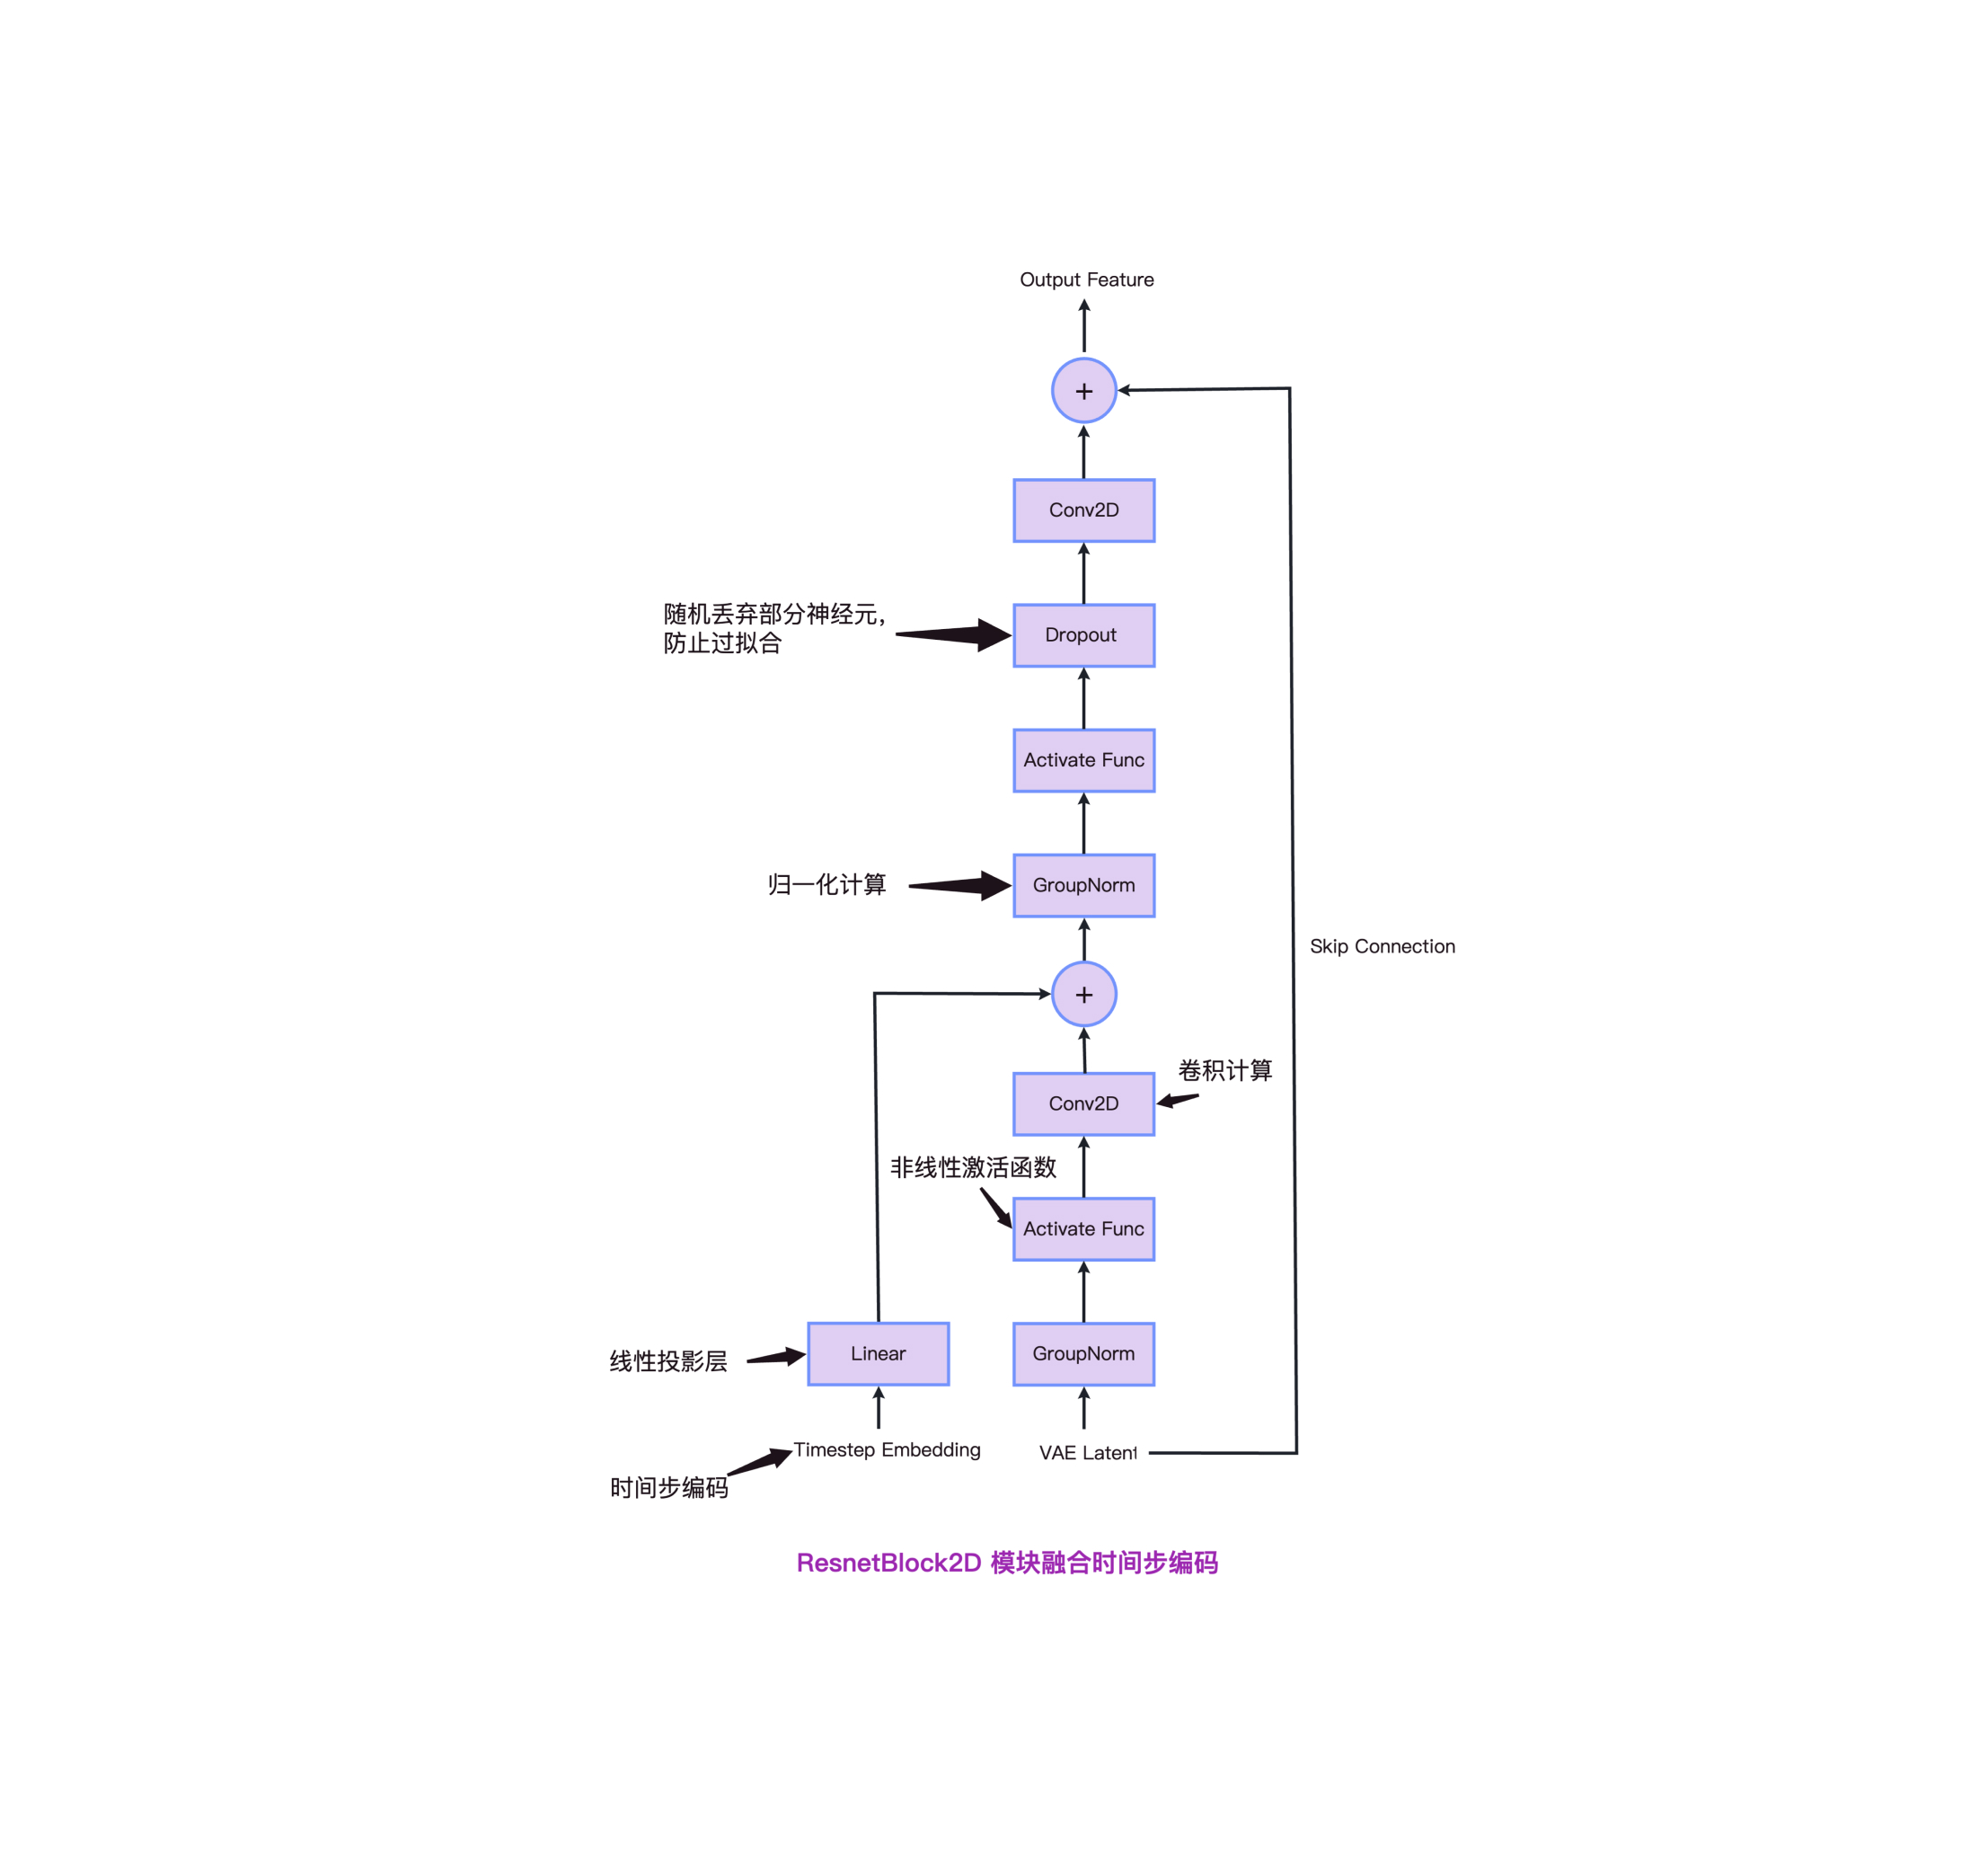 Output Feature
+
Conv2D
随机丢弃部分神经元,
防止过拟合
Dropout
Activate Func
归一化计算
GroupNorm
Skip Connection
+
卷积计算
Conv2D
非线性激活函数
Activate Func
线性投影层
Linear
GroupNorm
Timestep Embedding
VAE Latent
时间步编码
ResnetBlock2D 模块融合时间步编码